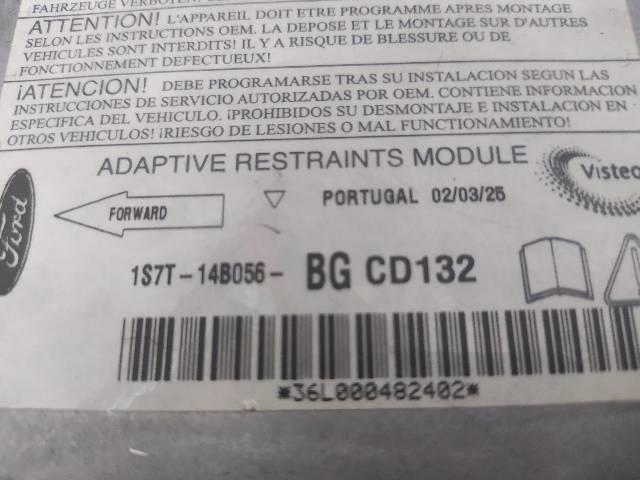 FAHRZEUGE VERBOTEN!
ATTENTION! L'APPAREIL DOIT ETRE PROGRAMME APRES MONTAGE
SELON LES INSTRUCTIONS OEM. LA DEPOSE ET LE MONTAGE SUR D'AUTRES
VEHICULES SONT INTERDITS! IL Y A RISQUE DE BLESSURE OU DE
FONCTIONNEMENT DEFECTUEUX!
¡ATENCION! DEBE PROGRAMARSE TRAS SU INSTALACION SEGUN LAS
INSTRUCCIONES DE SERVICIO AUTORIZADAS POR OEM. CONTIENE INFORMACION
ESPECIFICA DEL VEHICULO. ¡PROHIBIDOS SU DESMONTAJE E INSTALACION EN
OTROS VEHICULOS! ¡RIESGO DE LESIONES O MAL FUNCIONAMIENTO!
ADAPTIVE RESTRAINTS MODULE
Visteo
Ford
FORWARD
PORTUGAL 02/03/25
1S7T-14B056- BG CD132
*36L000482402*